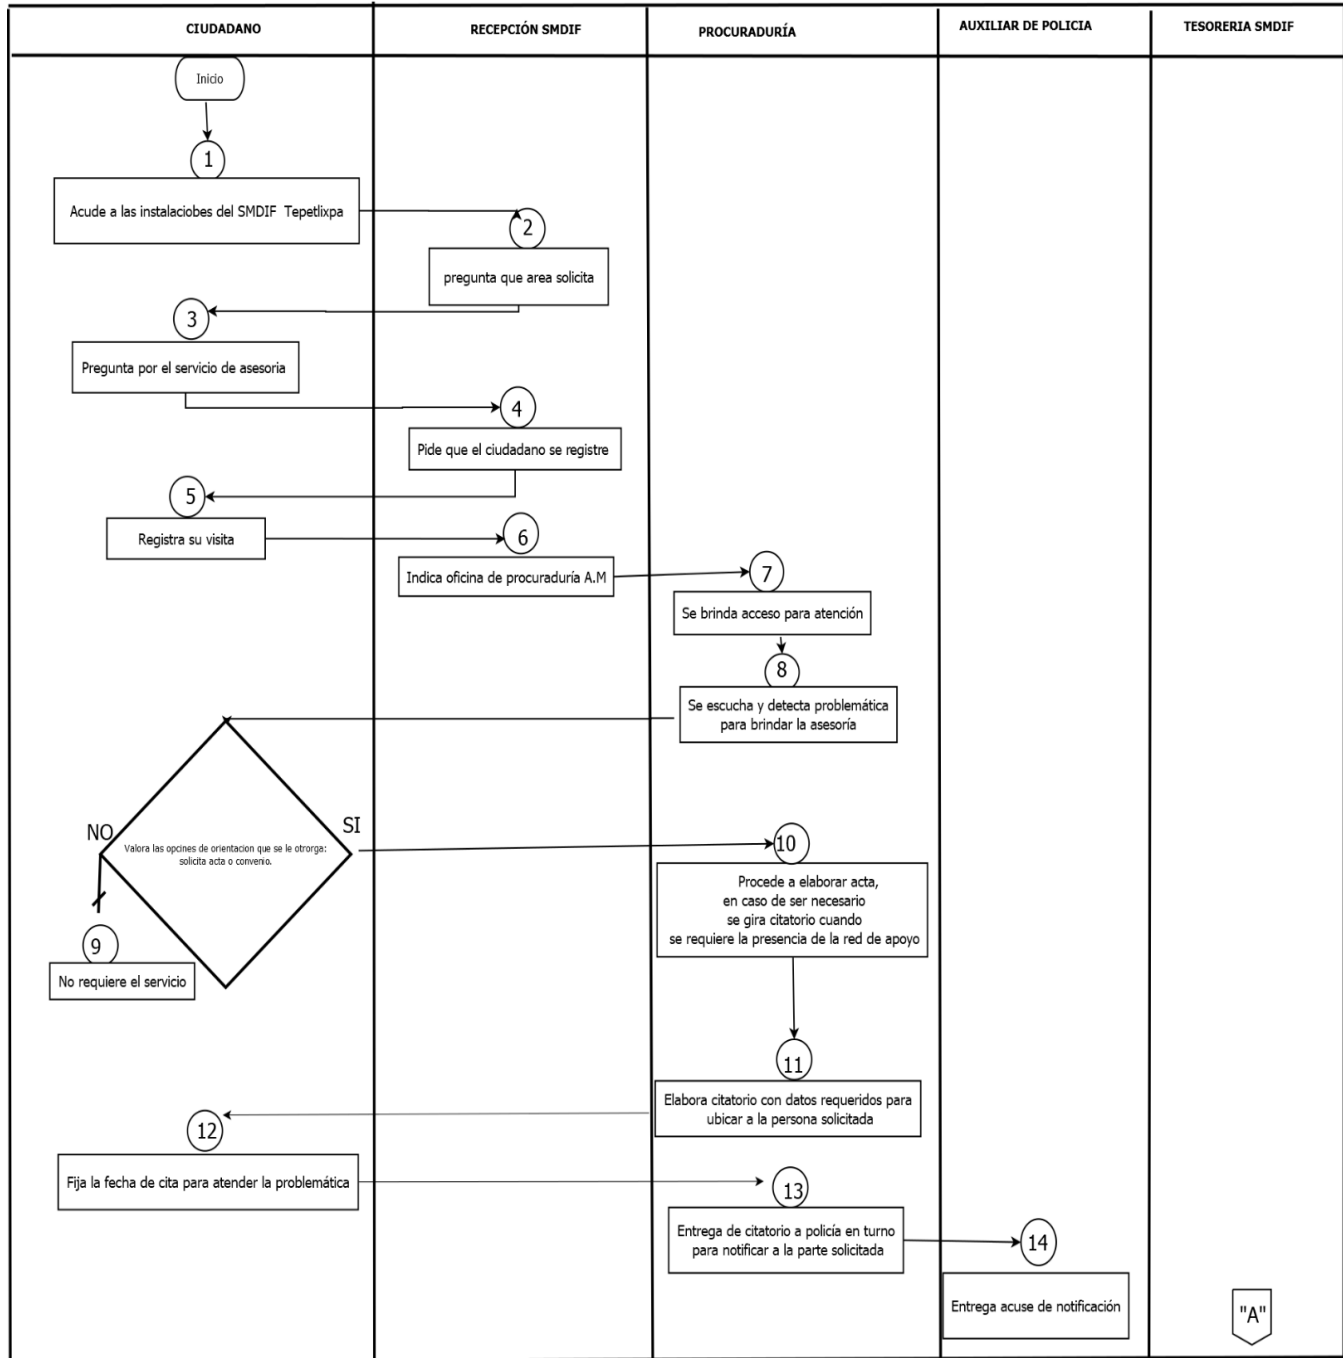 CIUDADANO
RECEPCIÓN SMDIF
PROCURADURÍA
AUXILIAR DE POLICIA
TESORERIA SMDIF
Inicio
1
Acude a las instalaciobes del SMDIF Tepetlixpa
2
pregunta que area solicita
3
Pregunta por el servicio de asesoria
4
Pide que el ciudadano se registre
5
Registra su visita
6
Indica oficina de procuraduría A.M
7
Se brinda acceso para atención
8
Se escucha y detecta problemática
para brindar la asesoría
NO
SI
Valora las opcines de orientacion que se le otrorga:
solicita acta o convenio.
9
No requiere el servicio
10
Procede a elaborar acta,
en caso de ser necesario
se gira citatorio cuando
se requiere la presencia de la red de apoyo
11
Elabora citatorio con datos requeridos para
ubicar a la persona solicitada
12
Fija la fecha de cita para atender la problemática
13
Entrega de citatorio a policía en turno
para notificar a la parte solicitada
14
Entrega acuse de notificación
"A"